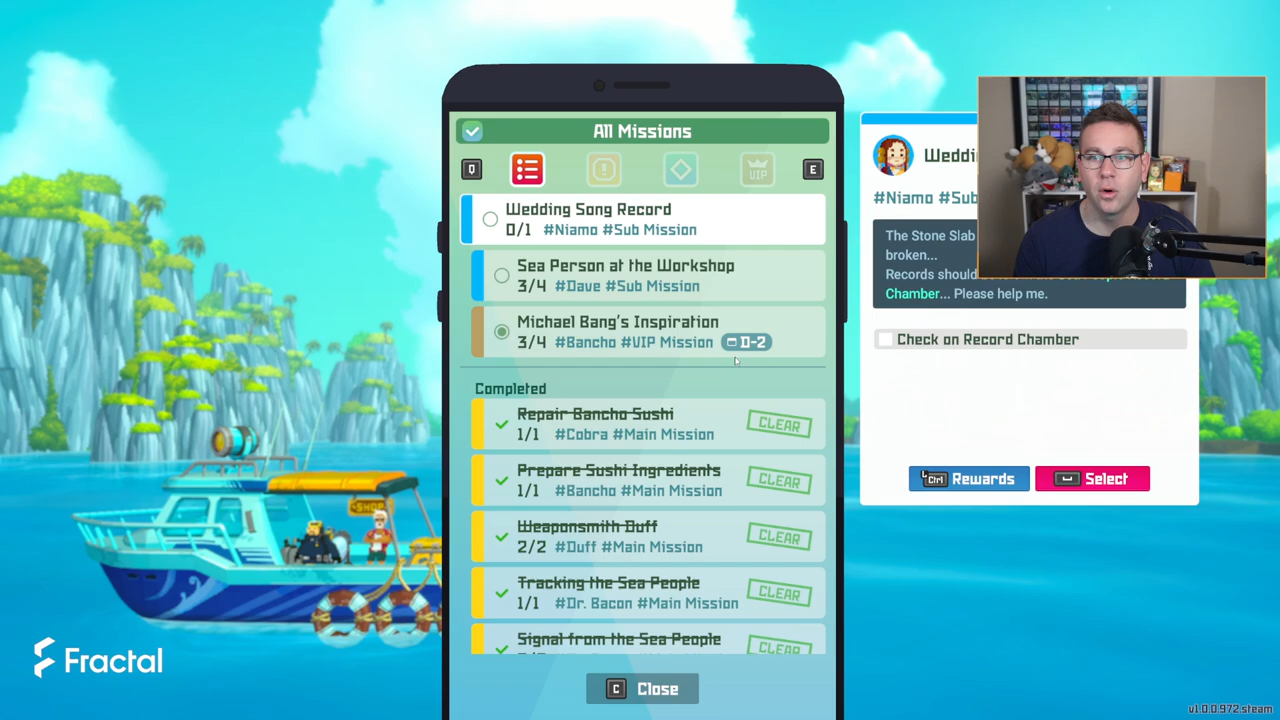 All Missions
Q
VIP
E
Wedding Song Record
0/1 #Niamo #Sub Mission
Sea Person at the Workshop
3/4 #Dave #Sub Mission
Michael Bang's Inspiration
3/4 #Bancho #VIP Mission D-2
Completed
Repair Bancho Sushi
1/1 #Cobra #Main Mission
CLEAR
Prepare Sushi Ingredients
1/1 #Bancho #Main Mission
CLEAR
Weaponsmith Duff
2/2 #Duff #Main Mission
CLEAR
Tracking the Sea People
1/1 #Dr. Bacon #Main Mission
CLEAR
Signal from the Sea People
CLEAR
C Close
#Niamo
The Stone Slab
broken...
Records should
Chamber... Please help me.
Check on Record Chamber
Ctrl Rewards
Select
SHOP
Fractal
v1.0.0.972.steam